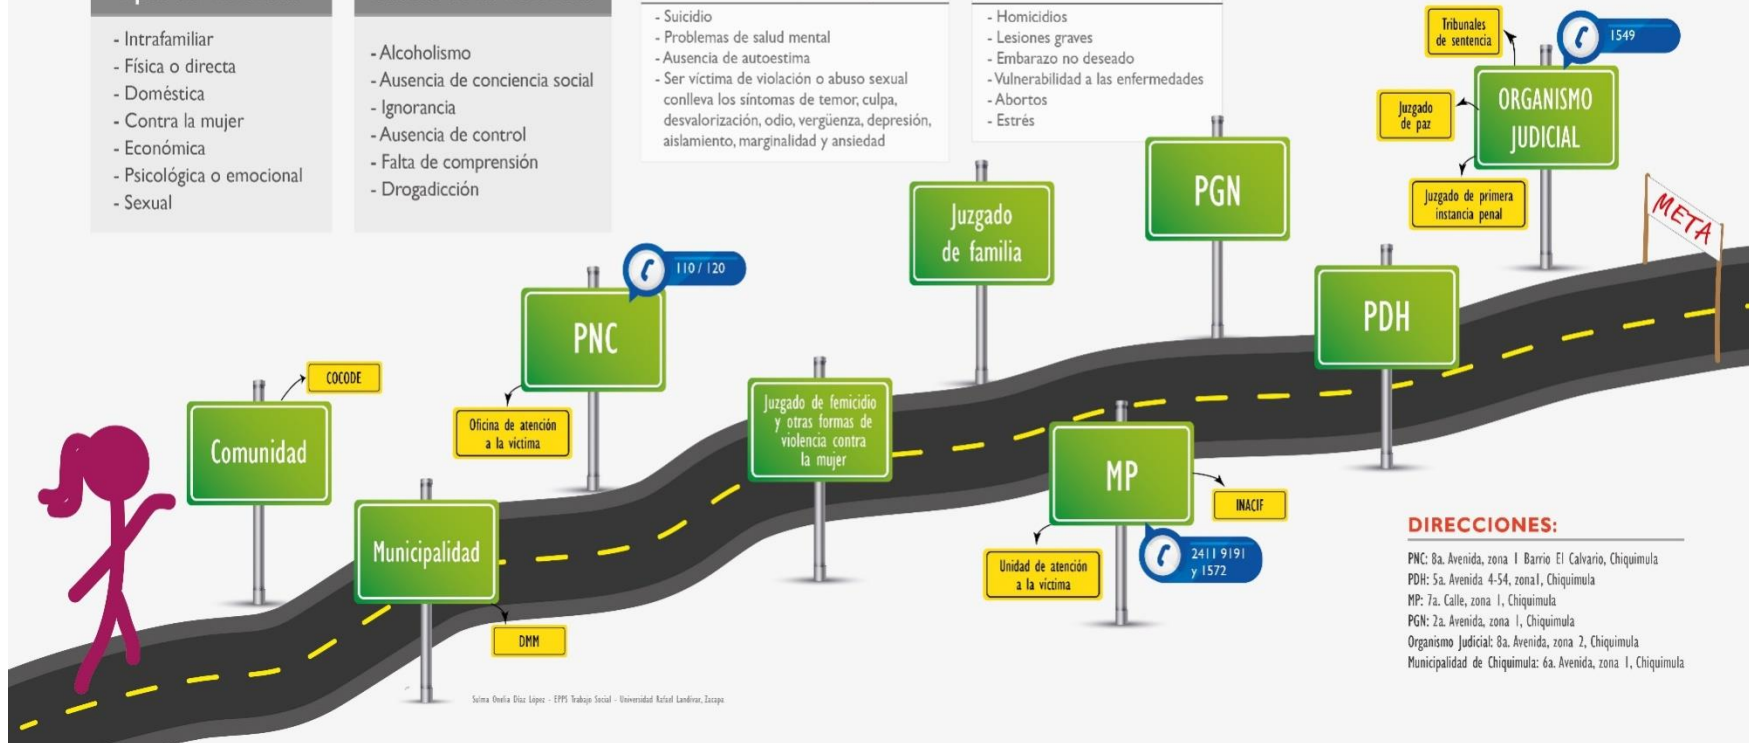 - Intrafamiliar
- Física o directa
- Doméstica
- Contra la mujer
- Económica
- Psicológica o emocional
- Sexual
- Alcoholismo
- Ausencia de conciencia social
- Ignorancia
- Ausencia de control
- Falta de comprensión
- Drogadicción
- Suicidio
- Problemas de salud mental
- Ausencia de autoestima
- Ser víctima de violación o abuso sexual
conlleva los síntomas de temor, culpa,
desvalorización, odio, vergüenza, depresión,
aislamiento, marginalidad y ansiedad
- Homicidios
- Lesiones graves
- Embarazo no deseado
- Vulnerabilidad a las enfermedades
- Abortos
- Estrés
Comunidad
COCODE
Municipalidad
DMM
PNC
110 / 120
Oficina de atención
a la víctima
Juzgado de femicidio
y otras formas de
violencia contra
la mujer
Juzgado
de familia
MP
INACIF
Unidad de atención
a la víctima
2411 9191
y 1572
PGN
PDH
ORGANISMO
JUDICIAL
1549
Tribunales
de sentencia
Juzgado
de paz
Juzgado de primera
instancia penal
META
DIRECCIONES:
PNC: 8a. Avenida, zona 1 Barrio El Calvario, Chiquimula
PDH: 5a. Avenida 4-54, zona1, Chiquimula
MP: 7a. Calle, zona 1, Chiquimula
PGN: 2a. Avenida, zona 1, Chiquimula
Organismo Judicial: 8a. Avenida, zona 2, Chiquimula
Municipalidad de Chiquimula: 6a. Avenida, zona 1, Chiquimula
Selma Onelia Díaz López - EPPS Trabajo Social - Universidad Rafael Landívar, Zacapa